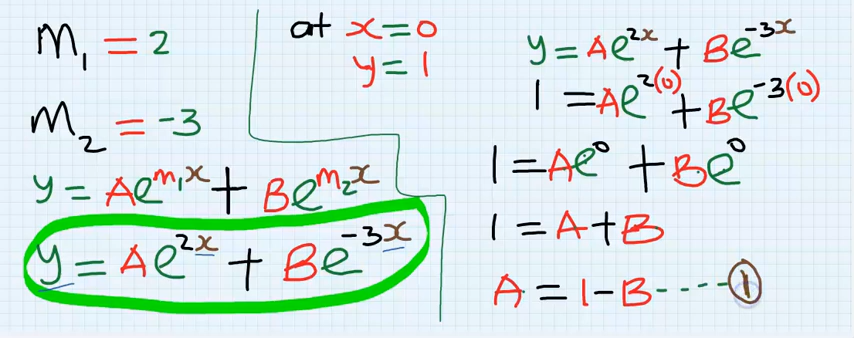 m₁ = 2
m₂ = -3
y = Ae^{m₁x} + Be^{m₂x}
y = Ae^{2x} + Be^{-3x}
at x = 0
y = 1
y = Ae^{2x} + Be^{-3x}
1 = Ae^{2(0)} + Be^{-3(0)}
1 = Ae^{0} + Be^{0}
1 = A + B
A = 1 - B ----- ①